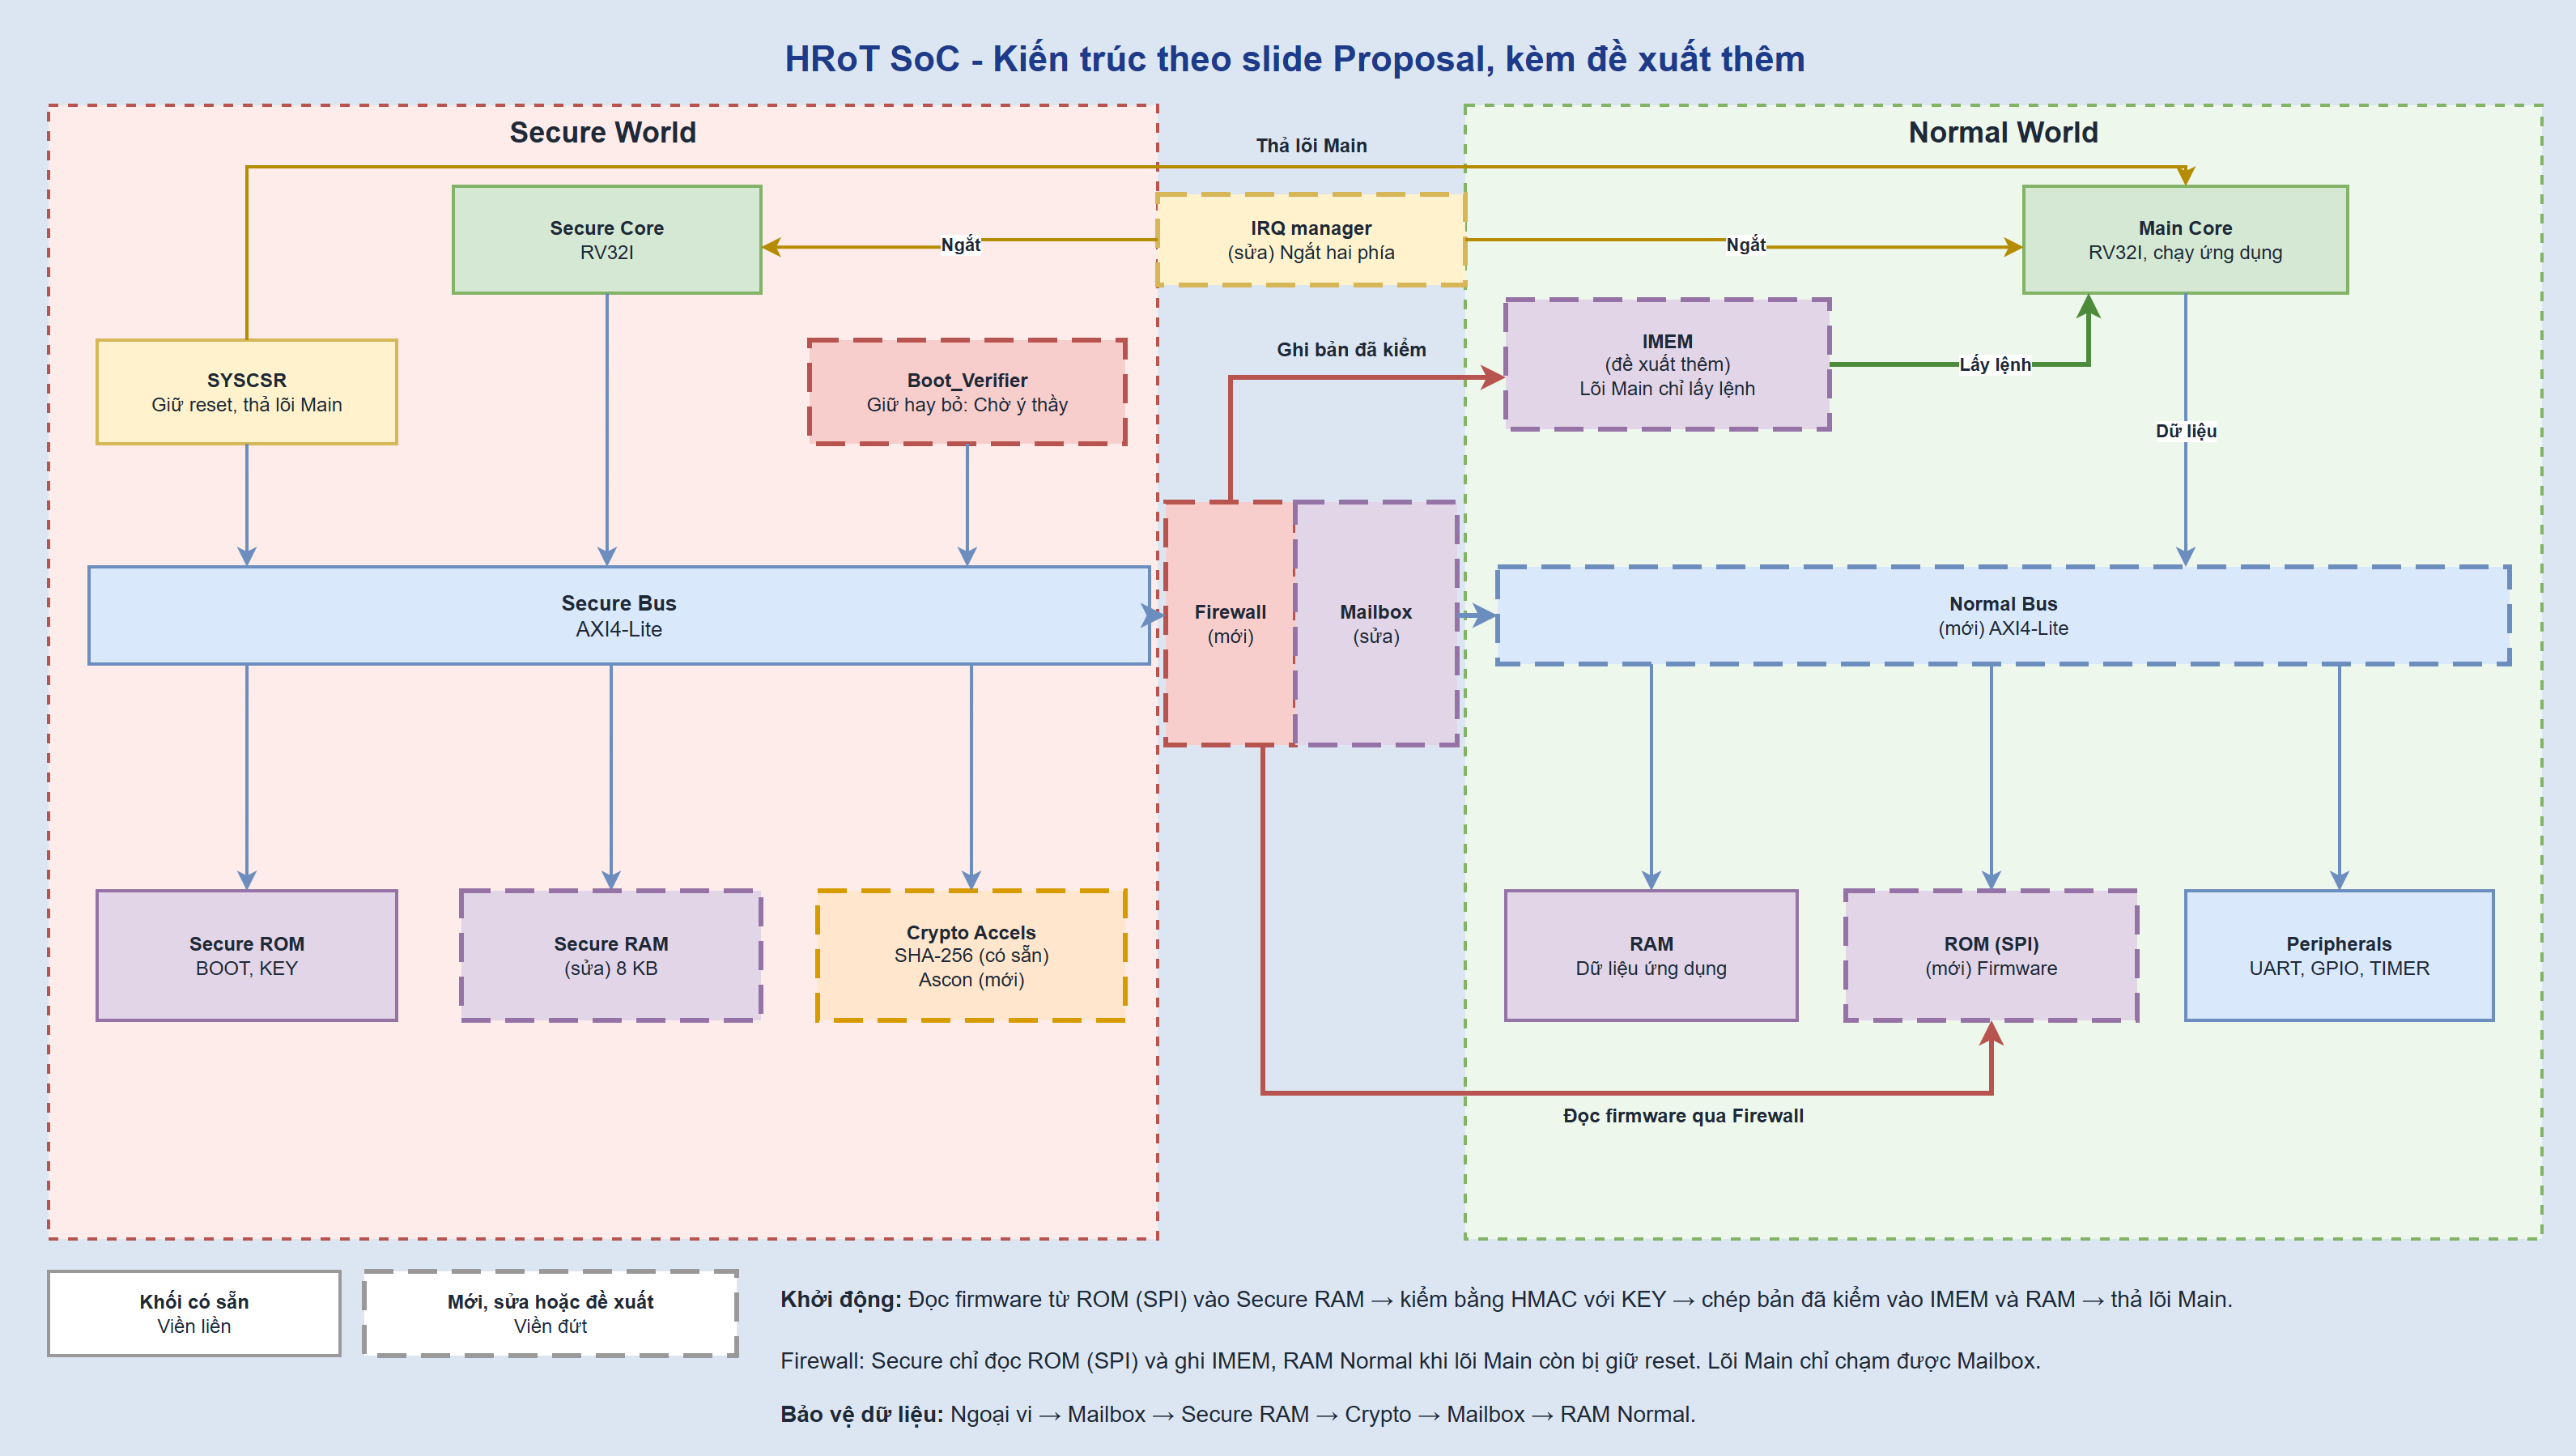 HRoT SoC - Kiến trúc theo slide Proposal, kèm đề xuất thêm
Secure World
Normal World
Thả lõi Main
Secure Core
RV32I
Ngắt
IRQ manager
(sửa) Ngắt hai phía
Ngắt
Main Core
RV32I, chạy ứng dụng
SYSCSR
Giữ reset, thả lõi Main
Boot_Verifier
Giữ hay bỏ: Chờ ý thầy
Ghi bản đã kiểm
IMEM
(đề xuất thêm)
Lõi Main chỉ lấy lệnh
Lấy lệnh
Dữ liệu
Secure Bus
AXI4-Lite
Firewall
(mới)
Mailbox
(sửa)
Normal Bus
(mới) AXI4-Lite
Secure ROM
BOOT, KEY
Secure RAM
(sửa) 8 KB
Crypto Accels
SHA-256 (có sẵn)
Ascon (mới)
RAM
Dữ liệu ứng dụng
ROM (SPI)
(mới) Firmware
Peripherals
UART, GPIO, TIMER
Đọc firmware qua Firewall
Khối có sẵn
Viền liền
Mới, sửa hoặc đề xuất
Viền đứt
Khởi động: Đọc firmware từ ROM (SPI) vào Secure RAM → kiểm bằng HMAC với KEY → chép bản đã kiểm vào IMEM và RAM → thả lõi Main.
Firewall: Secure chỉ đọc ROM (SPI) và ghi IMEM, RAM Normal khi lõi Main còn bị giữ reset. Lõi Main chỉ chạm được Mailbox.
Bảo vệ dữ liệu: Ngoại vi → Mailbox → Secure RAM → Crypto → Mailbox → RAM Normal.